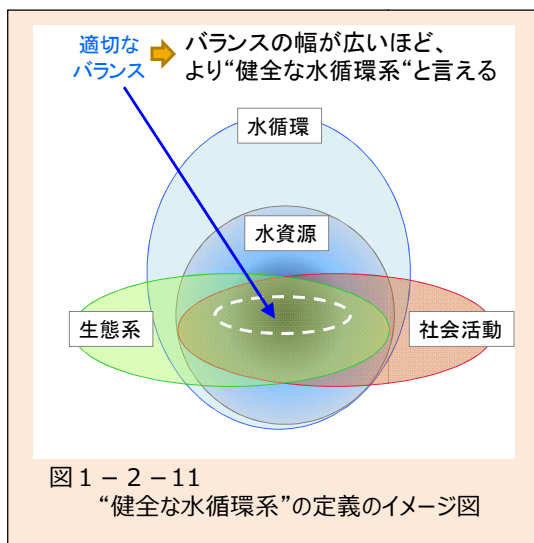 適切な
バランス
バランスの幅が広いほど、
より“健全な水循環系“と言える
水循環
水資源
生態系
社会活動
図1-2-11
“健全な水循環系”の定義のイメージ図